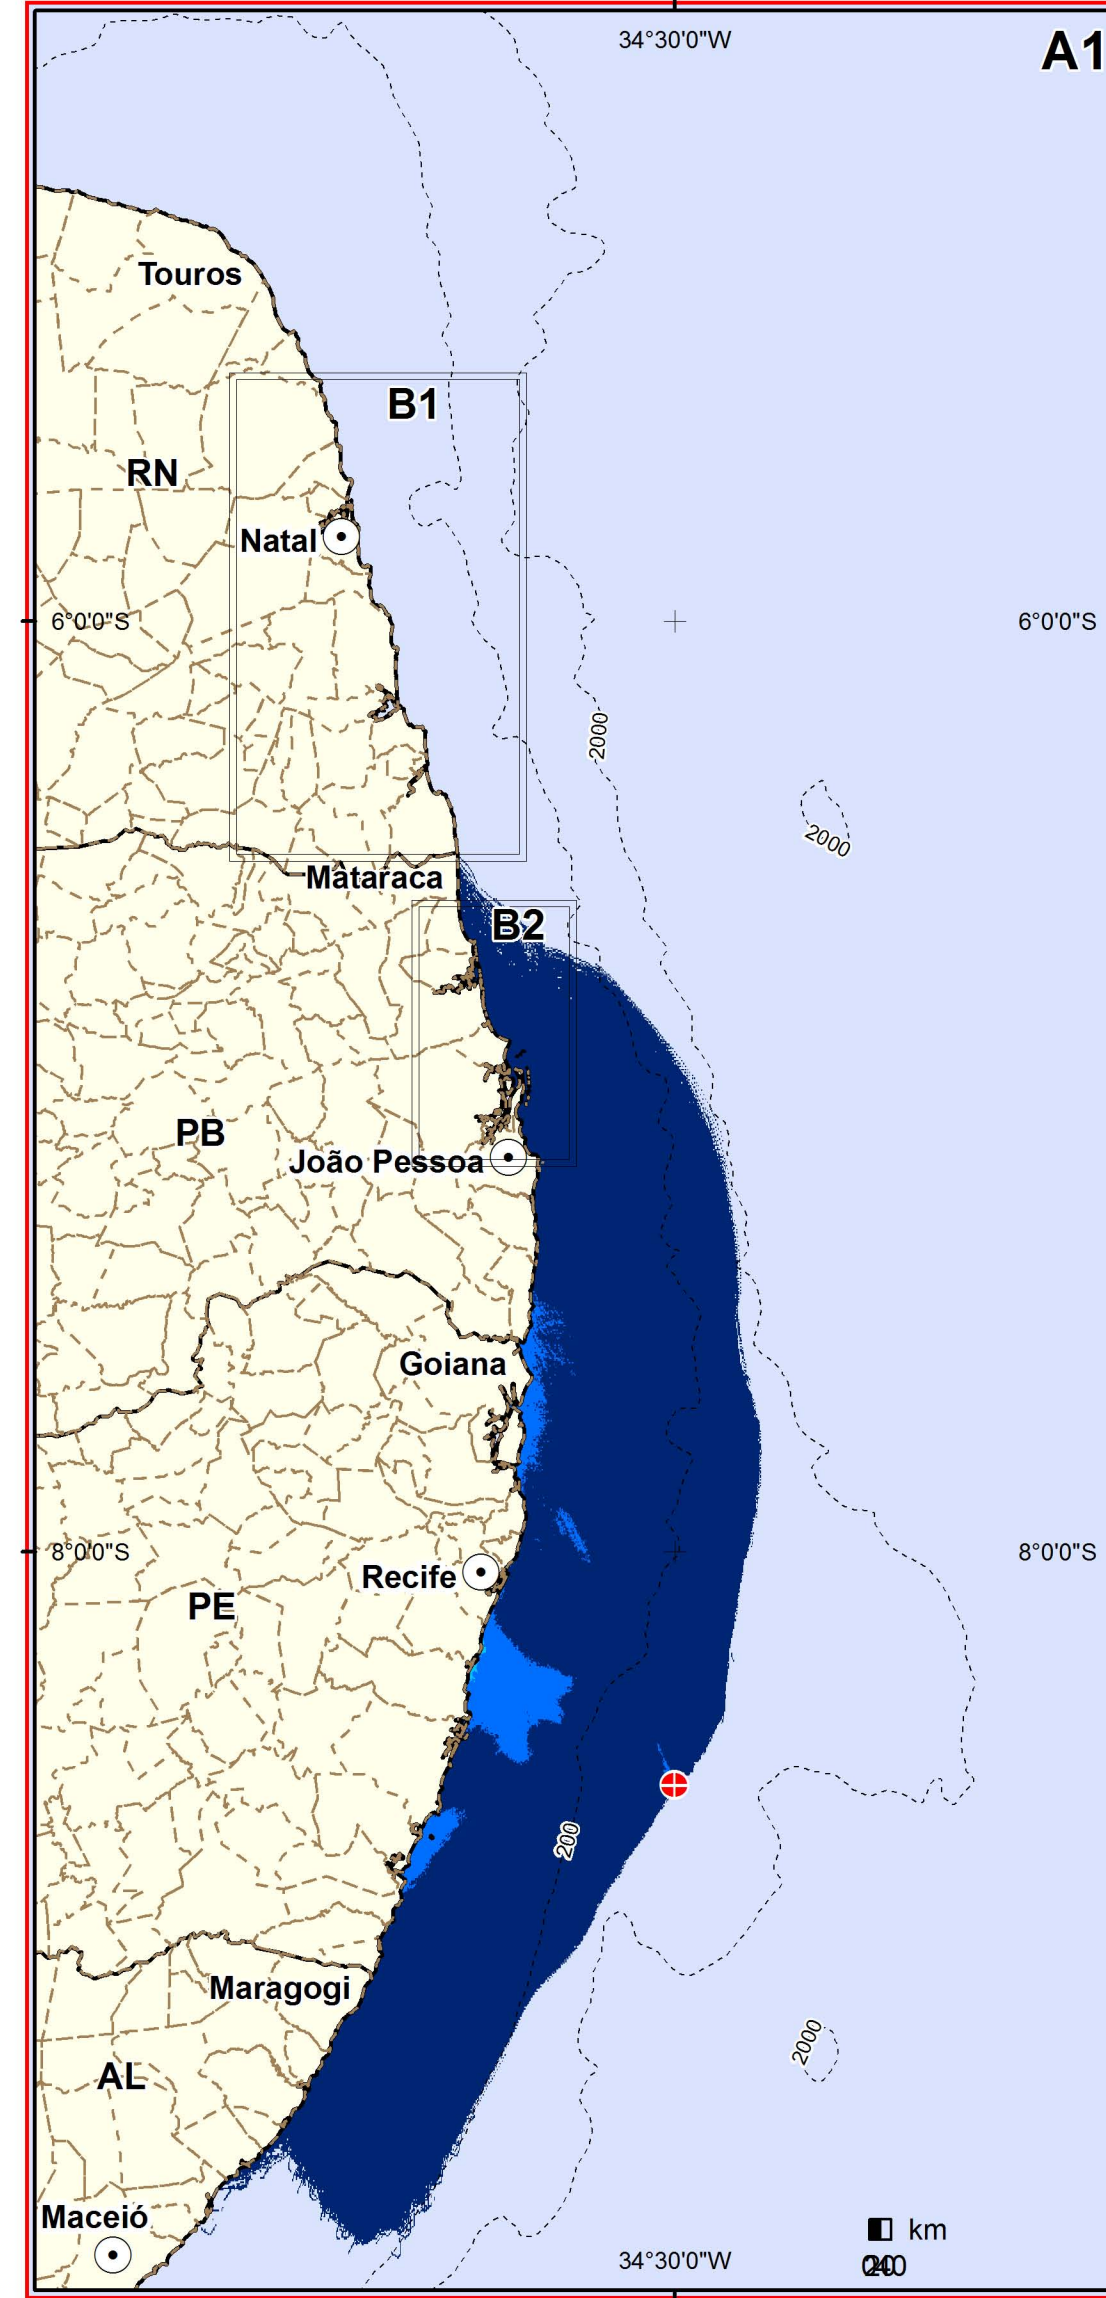 34°30'0"W
A1
Touros
B1
RN
Natal
6°0'0"S
6°0'0"S
2000
2000
Mataraca
B2
PB
João Pessoa
Goiana
8°0'0"S
8°0'0"S
Recife
PE
200
Maragogi
2000
AL
Maceió
km
34°30'0"W